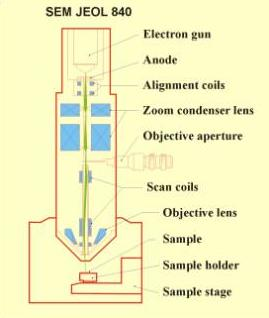 SEM JEOL 840
Electron gun
Anode
Alignment coils
Zoom condenser lens
Objective aperture
Scan coils
Objective lens
Sample
Sample holder
Sample stage